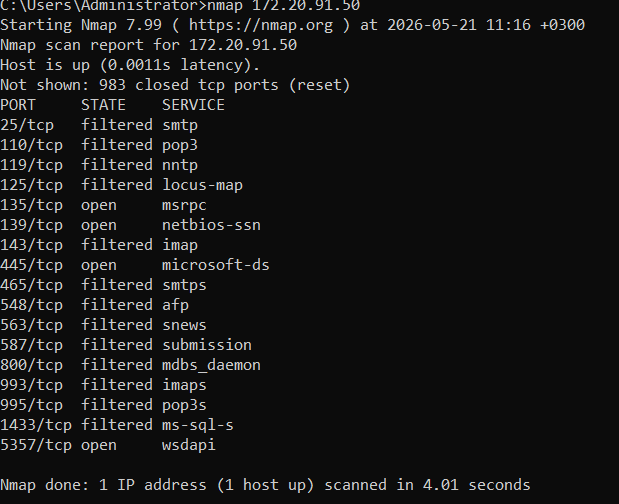 C:\Users\Administrator>nmap 172.20.91.50
Starting Nmap 7.99 ( https://nmap.org ) at 2026-05-21 11:16 +0300
Nmap scan report for 172.20.91.50
Host is up (0.0011s latency).
Not shown: 983 closed tcp ports (reset)
PORT     STATE    SERVICE
25/tcp   filtered smtp
110/tcp  filtered pop3
119/tcp  filtered nntp
125/tcp  filtered locus-map
135/tcp  open     msrpc
139/tcp  open     netbios-ssn
143/tcp  filtered imap
445/tcp  open     microsoft-ds
465/tcp  filtered smtps
548/tcp  filtered afp
563/tcp  filtered snews
587/tcp  filtered submission
800/tcp  filtered mdbs_daemon
993/tcp  filtered imaps
995/tcp  filtered pop3s
1433/tcp filtered ms-sql-s
5357/tcp open     wsdapi
Nmap done: 1 IP address (1 host up) scanned in 4.01 seconds